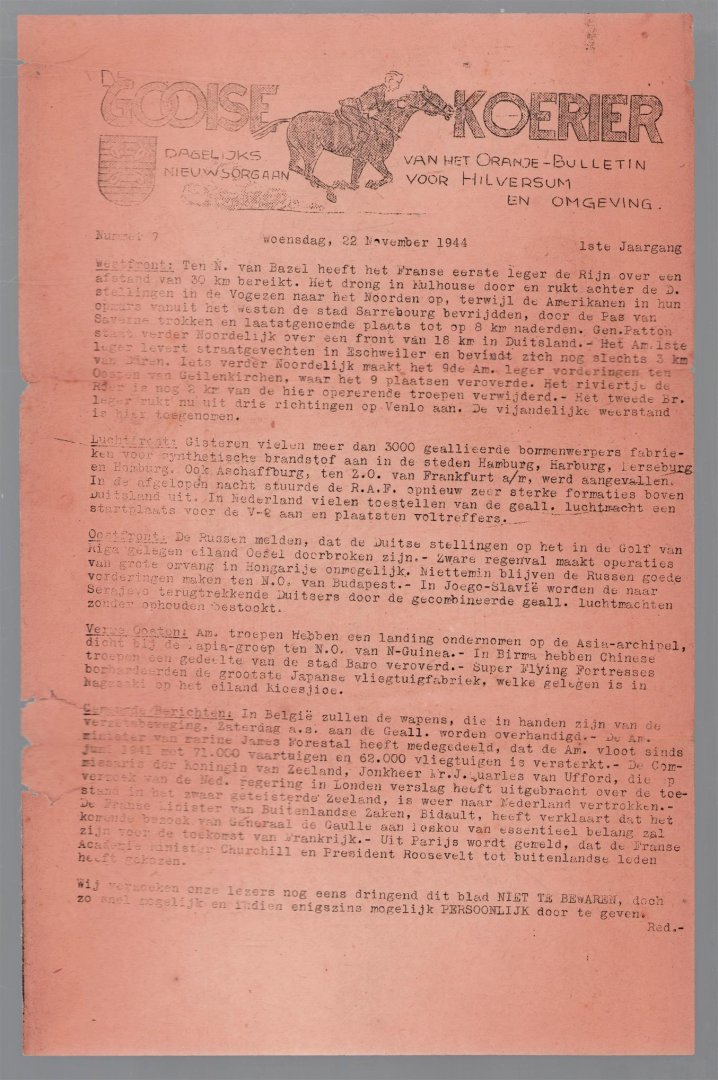 DE
GOOISE KOERIER
DAGELIJKS NIEUWSORGAAN
VAN HET ORANJE-BULLETIN
VOOR HILVERSUM
EN OMGEVING.
Nummer 7 woensdag, 22 November 1944 1ste Jaargang
Westfront: Ten N. van Bazel heeft het Franse eerste leger de Rijn over een
afstand van 30 km bereikt. Het drong in Mulhouse door en rukt achter de D.
stellingen in de Vogezen naar het Noorden op, terwijl de Amerikanen in hun
opmars vanuit het westen de stad Sarrebourg bevrijdden, door de Pas van
Saverne trokken en laatstgenoemde plaats tot op 8 km naderden. Gen.Patton
staat verder Noordelijk over een front van 18 km in Duitsland.- Het Am.1ste
leger levert straatgevechten in Eschweiler en bevindt zich nog slechts 3 km
van Düren. Iets verder Noordelijk maakt het 9de Am. leger vorderingen ten
Oosten van Geilenkirchen, waar het 9 plaatsen veroverde. Het riviertje de
Roer is nog 2 km van de hier opererende troepen verwijderd.- Het tweede Br.
leger rukt nu uit drie richtingen op Venlo aan. De vijandelijke weerstand
is hier toegenomen.
Luchtfront: Gisteren vielen meer dan 3000 geallieerde bommenwerpers fabrie-
ken voor synthetische brandstof aan in de steden Hamburg, Harburg, Merseburg
en Homburg. Ook Aschaffburg, ten Z.O. van Frankfurt a/m, werd aangevallen.
In de afgelopen nacht stuurde de R.A.F. opnieuw zeer sterke formaties boven
Duitsland uit. In Nederland vielen toestellen van de geall. luchtmacht een
startplaats voor de V-2 aan en plaatsten voltreffers.
Oostfront: De Russen melden, dat de Duitse stellingen op het in de Golf van
Riga gelegen eiland Oesel doorbroken zijn.- Zware regenval maakt operaties
van grote omvang in Hongarije onmogelijk. Niettemin blijven de Russen goede
vorderingen maken ten N.O. van Budapest.- In Joego-Slavië worden de naar
Serajewo terugtrekkende Duitsers door de gecombineerde geall. luchtmachten
zonder ophouden bestookt.
Verre Oosten: Am. troepen Hebben een landing ondernomen op de Asia-archipel,
dicht bij de Mapia-groep ten N.O. van N-Guinea.- In Birma hebben Chinese
troepen een gedeelte van de stad Bamo veroverd.- Super Flying Fortresses
bombardeerden de grootste Japanse vliegtuigfabriek, welke gelegen is in
Nagasaki op het eiland Kioesjioe.
Gemengde Berichten: In België zullen de wapens, die in handen zijn van de
verzetsbeweging, Zaterdag a.s. aan de Geall. worden overhandigd.- De Am.
minister van marine James Forestal heeft medegedeeld, dat de Am. vloot sinds
juni 1941 met 71.000 vaartuigen en 62.000 vliegtuigen is versterkt.- De Com-
missaris der Koningin van Zeeland, Jonkheer Mr.J.Quarles van Ufford, die op
verzoek van de Ned. regering in Londen verslag heeft uitgebracht over de toe-
stand in het zwaar geteisterde Zeeland, is weer naar Nederland vertrokken.-
De Franse Minister van Buitenlandse Zaken, Bidault, heeft verklaart dat het
komende bezoek van Generaal de Gaulle aan Moskou van essentieel belang zal
zijn voor de toekomst van Frankrijk.- Uit Parijs wordt gemeld, dat de Franse
Academie Minister Churchill en President Roosevelt tot buitenlandse leden
heeft gekozen.
Wij verzoeken onze lezers nog eens dringend dit blad NIET TE BEWAREN, doch
zo snel mogelijk en indien enigszins mogelijk PERSOONLIJK door te geven.
Red.-